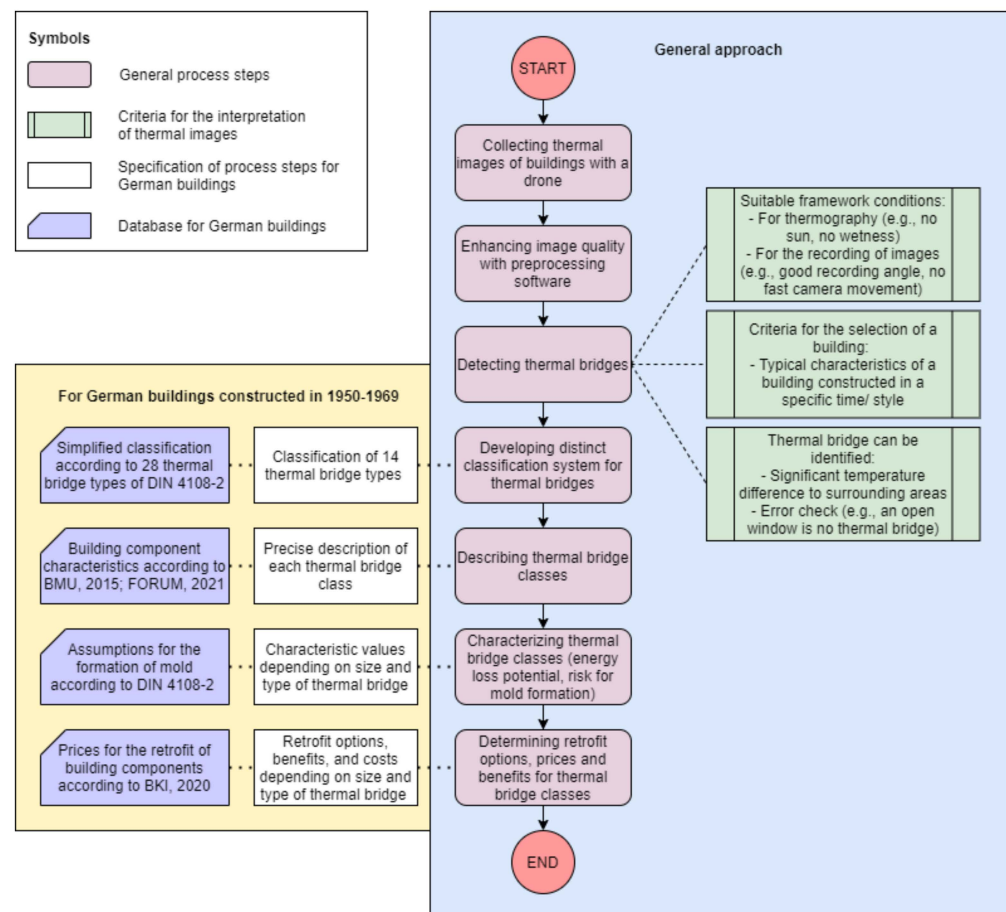 Symbols
General process steps
Criteria for the interpretation
of thermal images
Specification of process steps for
German buildings
Database for German buildings
General approach
START
Collecting thermal
images of buildings with a
drone
Enhancing image quality
with preprocessing
software
Detecting thermal bridges
Suitable framework conditions:
- For thermography (e.g., no
sun, no wetness)
- For the recording of images
(e.g., good recording angle, no
fast camera movement)
Criteria for the selection of a
building:
- Typical characteristics of a
building constructed in a
specific time/ style
Thermal bridge can be
identified:
- Significant temperature
difference to surrounding areas
- Error check (e.g., an open
window is no thermal bridge)
For German buildings constructed in 1950-1969
Simplified classification
according to 28 thermal
bridge types of DIN 4108-2
Classification of 14
thermal bridge types
Developing distinct
classification system for
thermal bridges
Building component
characteristics according to
BMU, 2015; FORUM, 2021
Precise description of
each thermal bridge
class
Describing thermal bridge
classes
Assumptions for the
formation of mold
according to DIN 4108-2
Characteristic values
depending on size and
type of thermal bridge
Characterizing thermal
bridge classes (energy
loss potential, risk for
mold formation)
Prices for the retrofit of
building components
according to BKI, 2020
Retrofit options,
benefits, and costs
depending on size and
type of thermal bridge
Determining retrofit
options, prices and
benefits for thermal
bridge classes
END